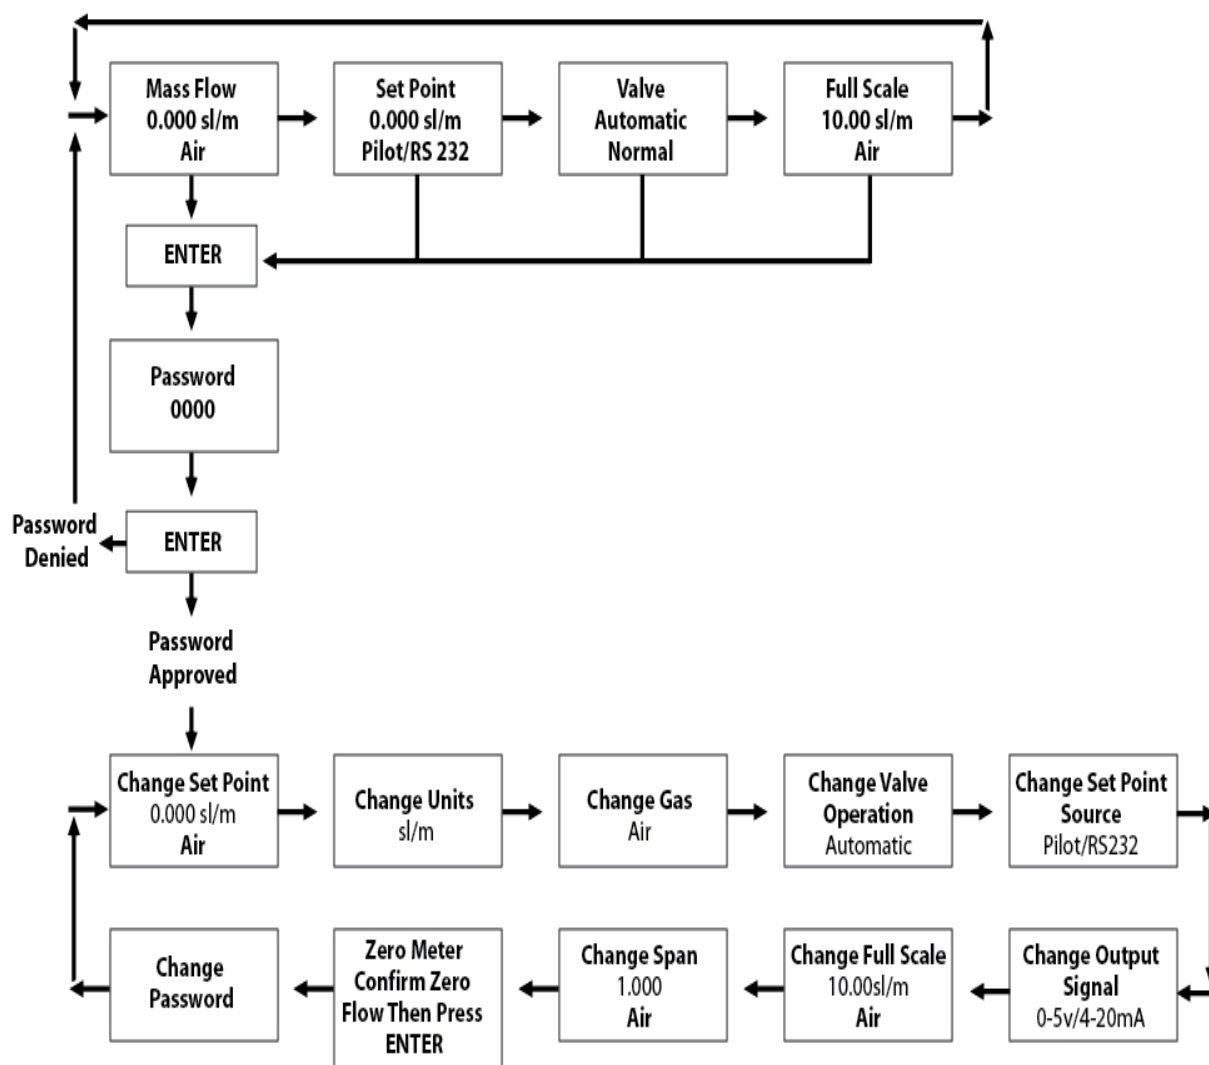 Mass Flow
0.000 sl/m
Air
Set Point
0.000 sl/m
Pilot/RS 232
Valve
Automatic
Normal
Full Scale
10.00 sl/m
Air
ENTER
Password
0000
Password
Denied
ENTER
Password
Approved
Change Set Point
0.000 sl/m
Air
Change Units
sl/m
Change Gas
Air
Change Valve
Operation
Automatic
Change Set Point
Source
Pilot/RS232
Change
Password
Zero Meter
Confirm Zero
Flow Then Press
ENTER
Change Span
1.000
Air
Change Full Scale
10.00sl/m
Air
Change Output
Signal
0-5v/4-20mA